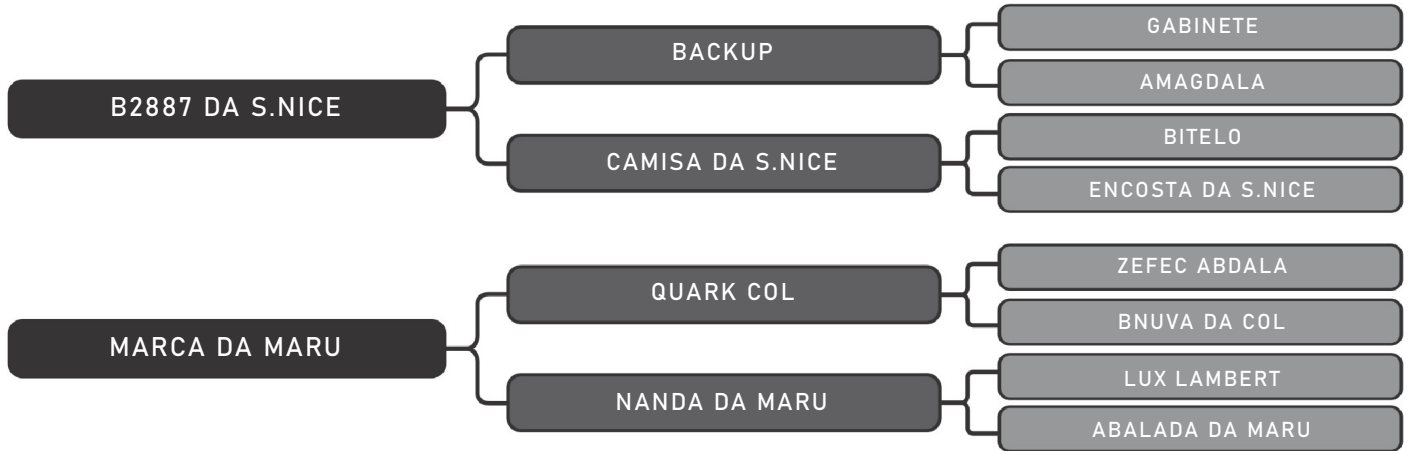 GABINETE
BACKUP
AMAGDALA
B2887 DA S.NICE
BITELO
CAMISA DA S.NICE
ENCOSTA DA S.NICE
ZEFEC ABDALA
QUARK COL
BNUVA DA COL
MARCA DA MARU
LUX LAMBERT
NANDA DA MARU
ABALADA DA MARU